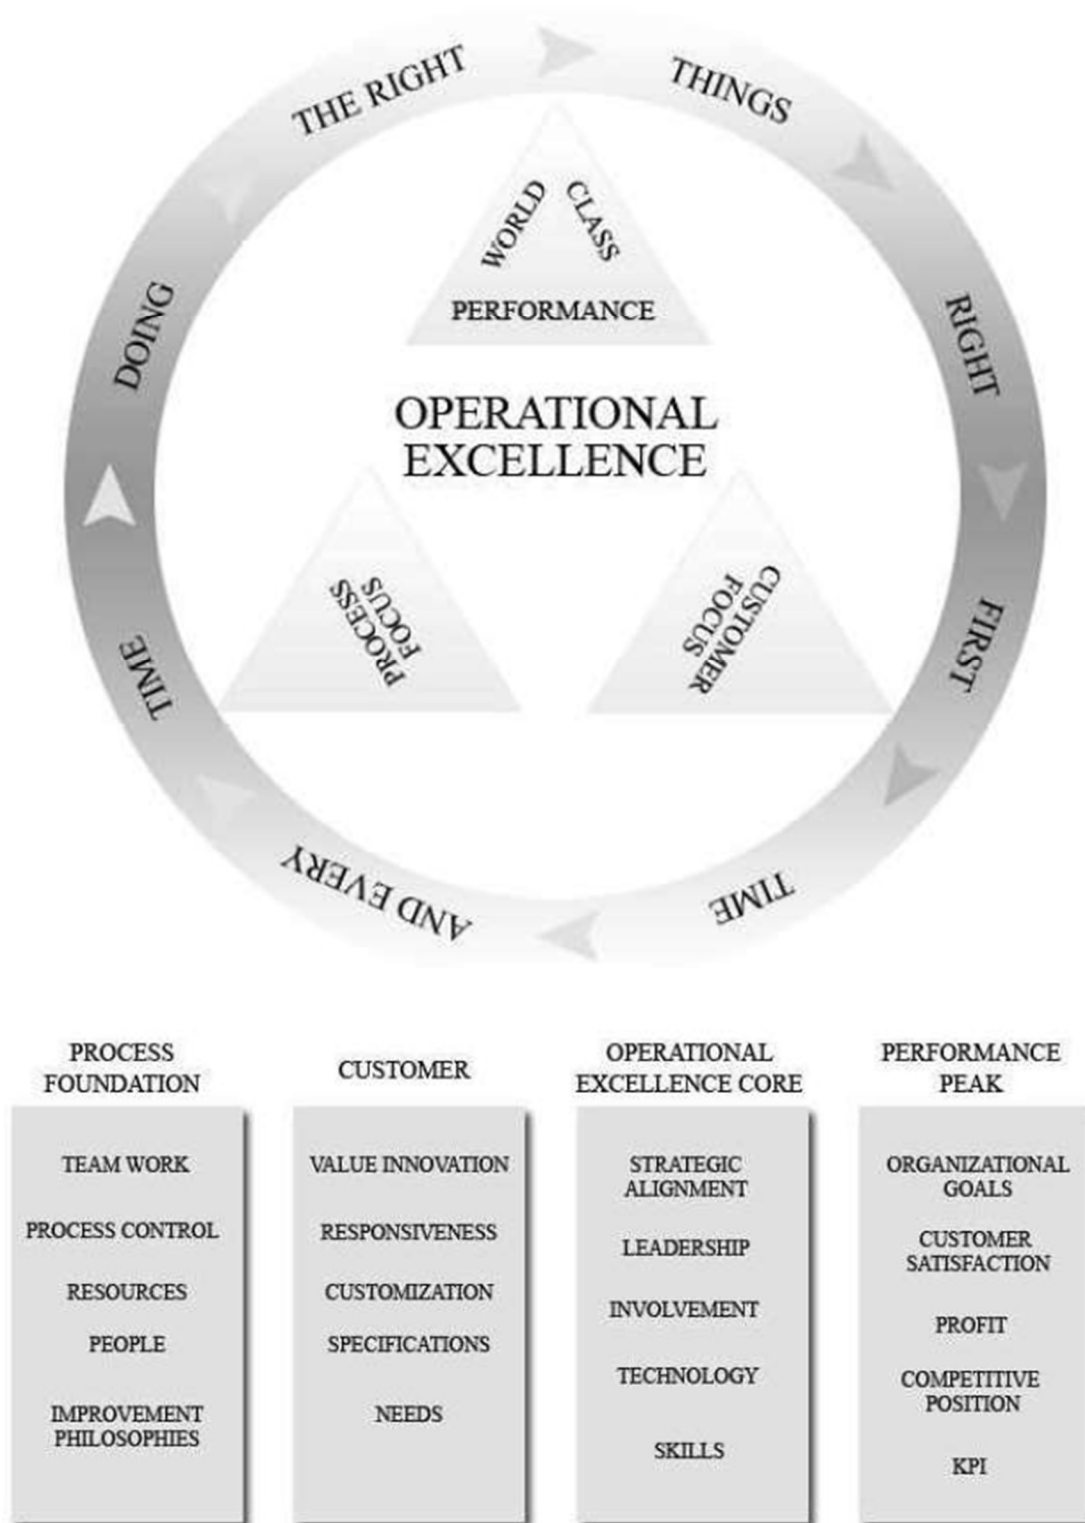 DOING
THE RIGHT
THINGS
RIGHT
FIRST
TIME
AND EVERY
TIME
WORLD
CLASS
PERFORMANCE
OPERATIONAL
EXCELLENCE
PROCESS
FOCUS
CUSTOMER
FOCUS
PROCESS
FOUNDATION
TEAM WORK
PROCESS CONTROL
RESOURCES
PEOPLE
IMPROVEMENT
PHILOSOPHIES
CUSTOMER
VALUE INNOVATION
RESPONSIVENESS
CUSTOMIZATION
SPECIFICATIONS
NEEDS
OPERATIONAL
EXCELLENCE CORE
STRATEGIC
ALIGNMENT
LEADERSHIP
INVOLVEMENT
TECHNOLOGY
SKILLS
PERFORMANCE
PEAK
ORGANIZATIONAL
GOALS
CUSTOMER
SATISFACTION
PROFIT
COMPETITIVE
POSITION
KPI